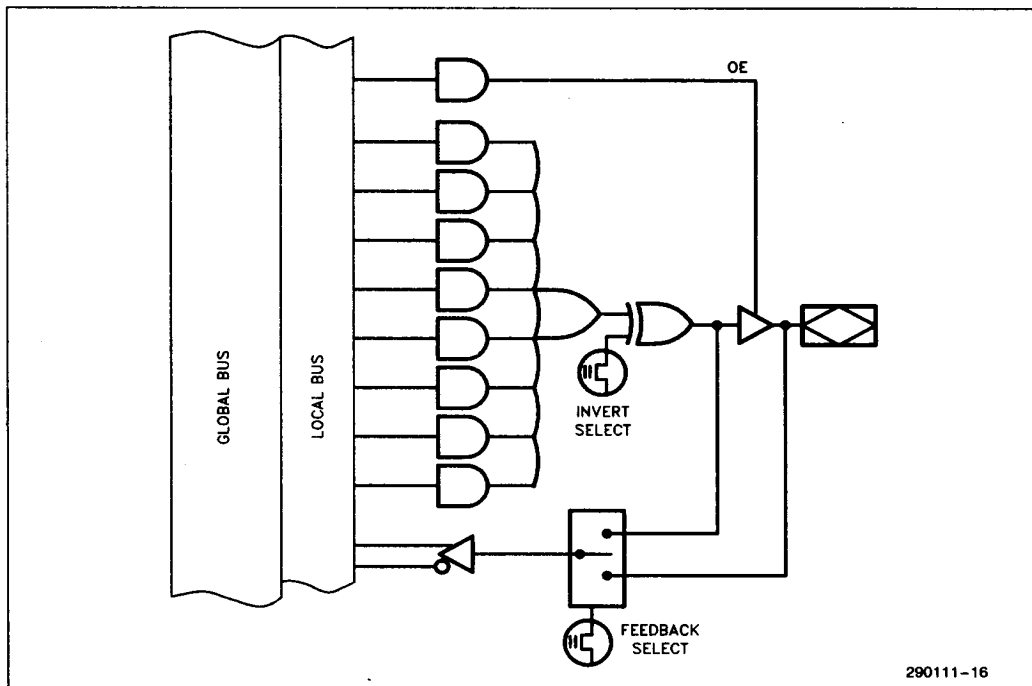 OE
GLOBAL BUS
LOCAL BUS
INVERT
SELECT
FEEDBACK
SELECT
290111-16